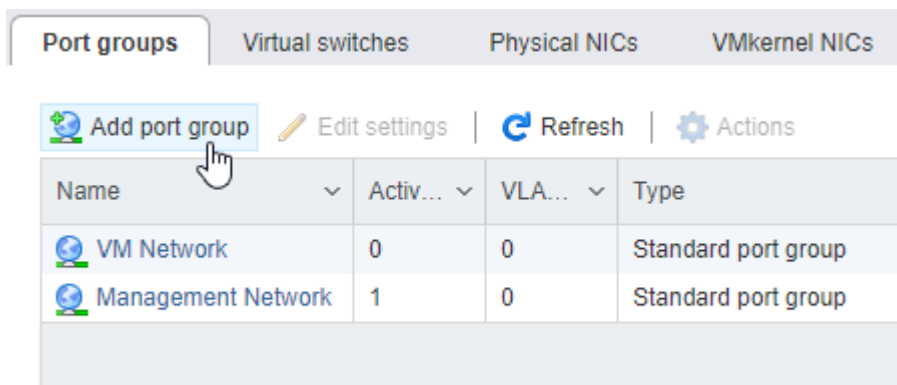 Port groups Virtual switches Physical NICs VMkernel NICs
Add port group Edit settings Refresh Actions
Name Activ... VLA... Type
VM Network 0 0 Standard port group
Management Network 1 0 Standard port group